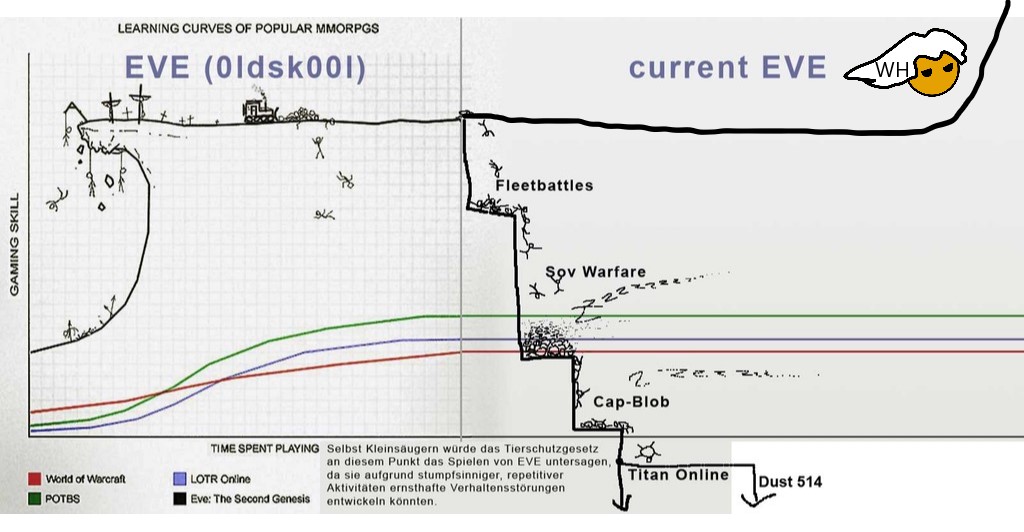 LEARNING CURVES OF POPULAR MMORPGS
EVE (0ldsk00l)
current EVE
WH
GAMING SKILL
Fleetbattles
Sov Warfare
Cap-Blob
Titan Online
Dust 514
TIME SPENT PLAYING
Selbst Kleinsäugern würde das Tierschutzgesetz
an diesem Punkt das Spielen von EVE untersagen,
da sie aufgrund stumpfsinniger, repetitiver
Aktivitäten ernsthafte Verhaltensstörungen
entwickeln könnten.
World of Warcraft
LOTR Online
POTBS
Eve: The Second Genesis